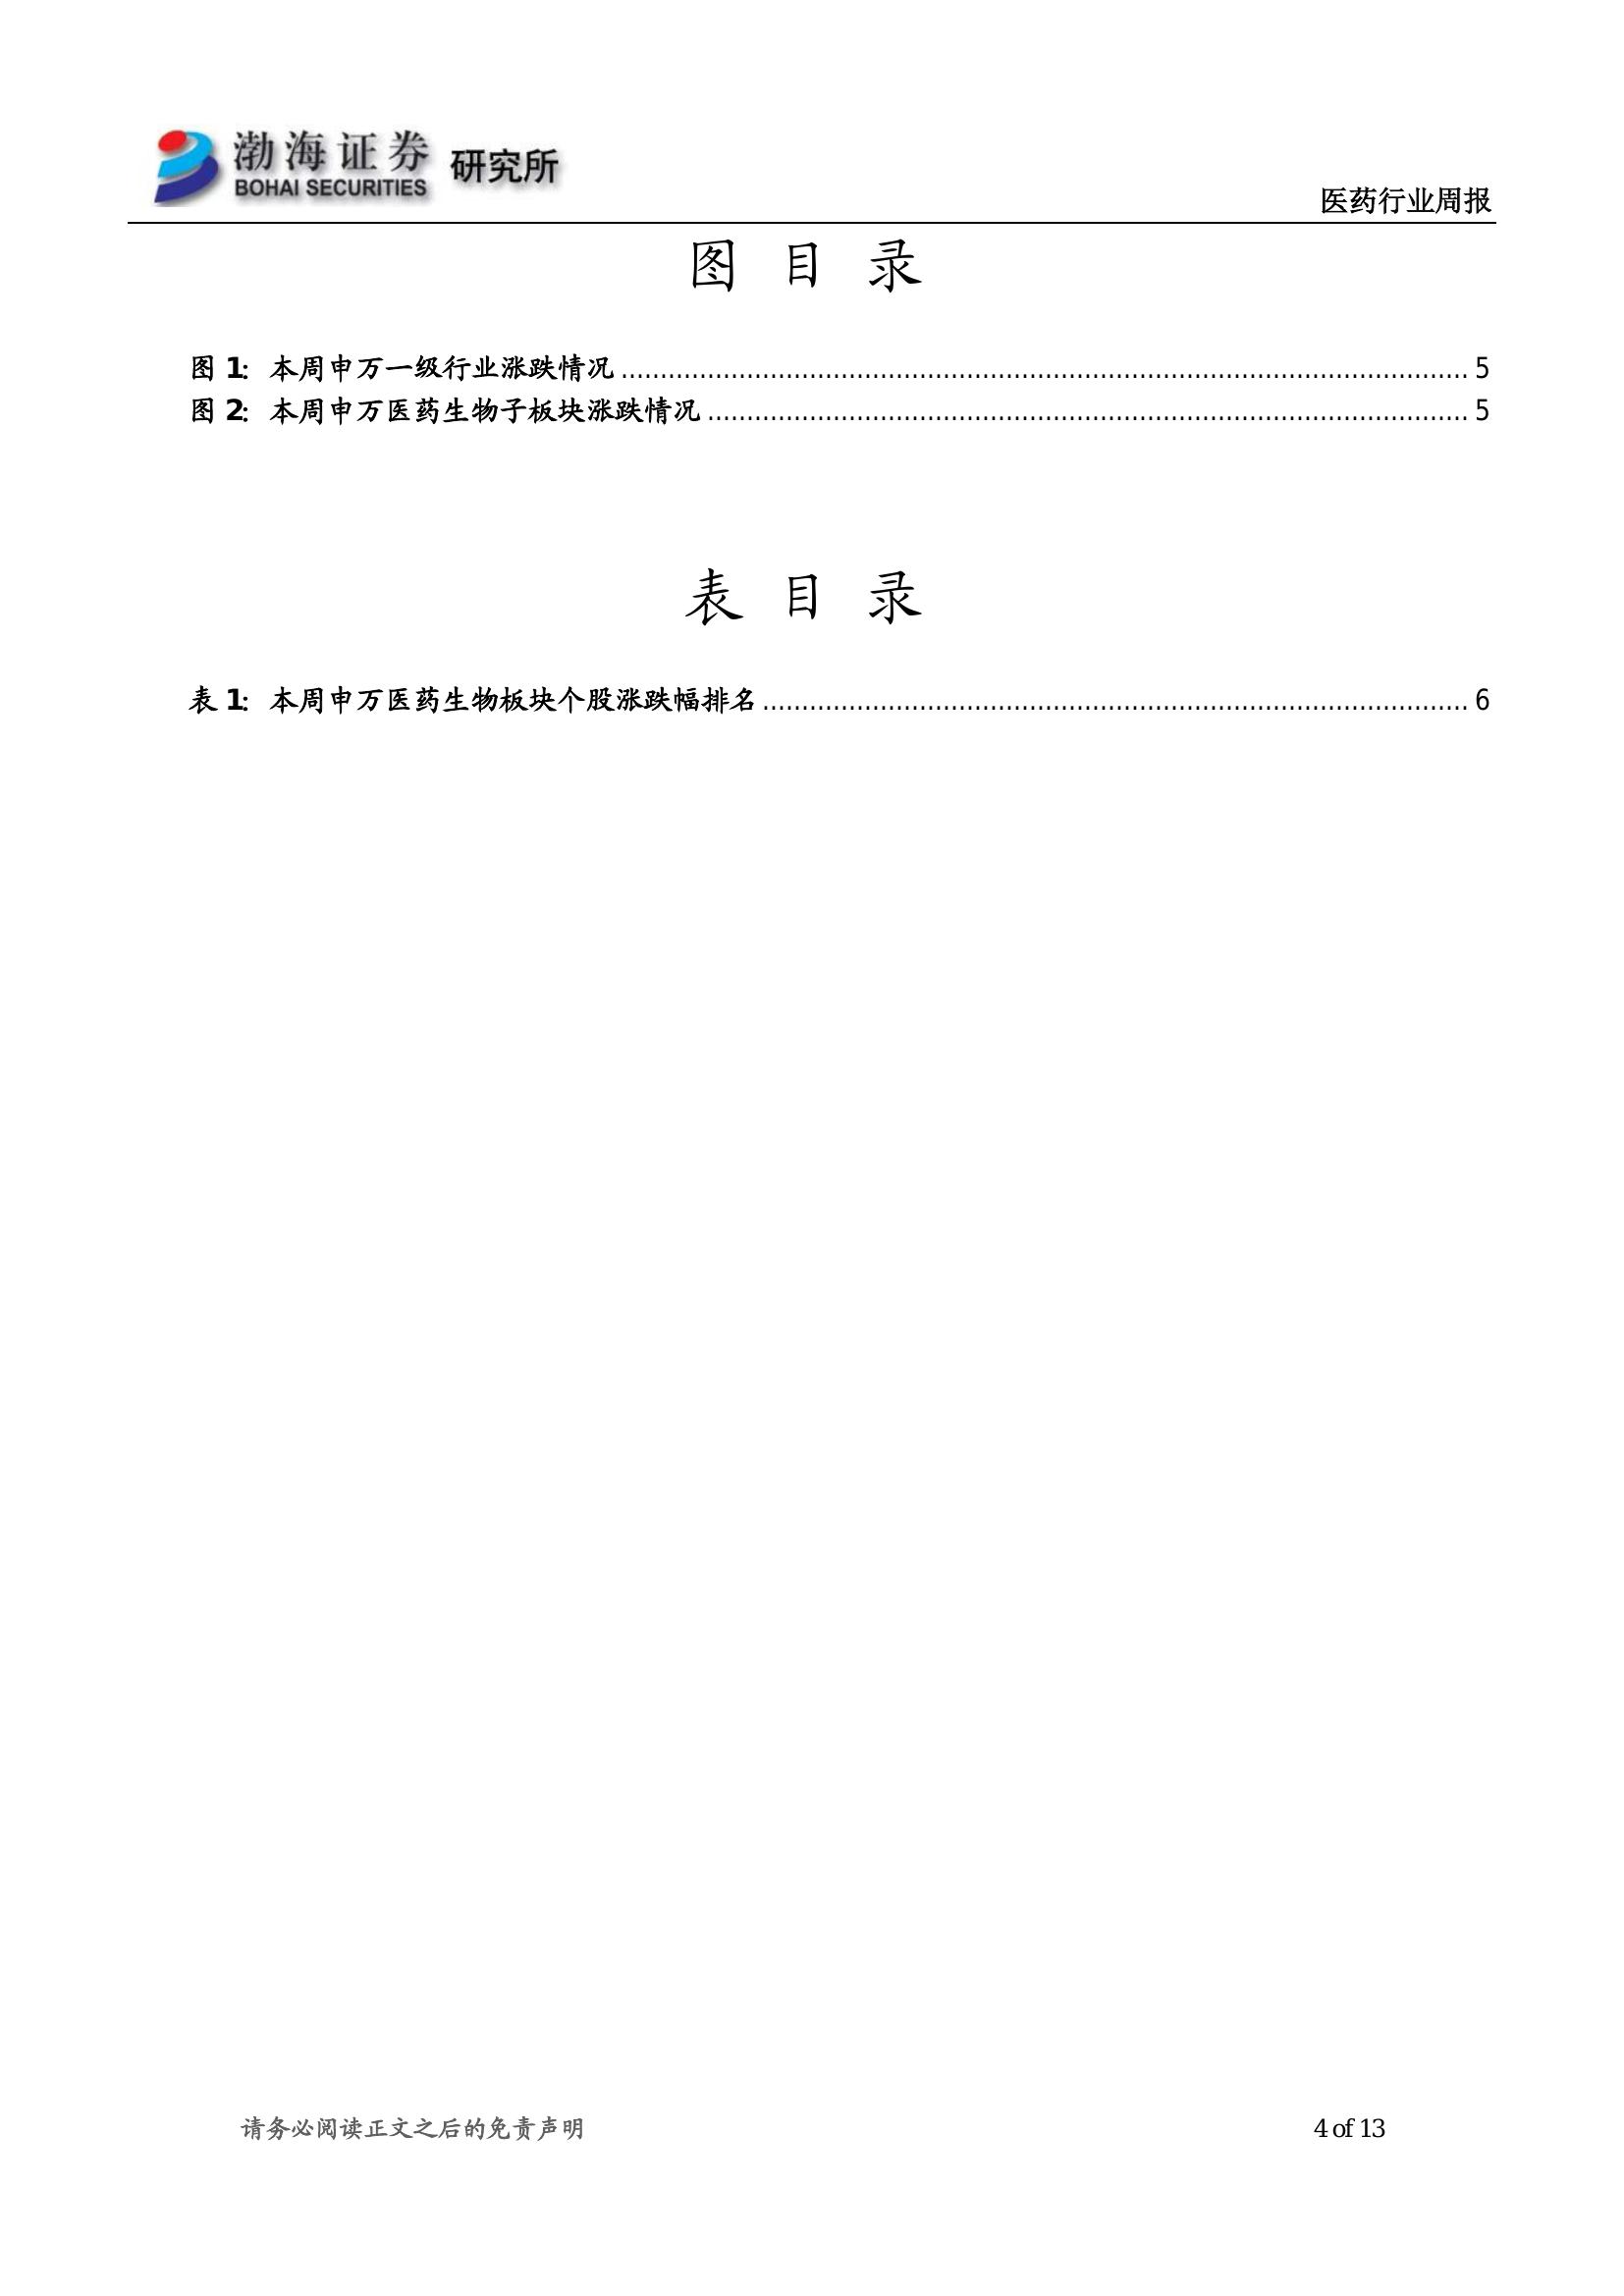 渤海证券 研究所
BOHAI SECURITIES
医药行业周报
图 目 录
图 1：本周申万一级行业涨跌情况........................................................................................................ 5
图 2：本周申万医药生物子板块涨跌情况............................................................................................. 5
表 目 录
表 1：本周申万医药生物板块个股涨跌幅排名...................................................................................... 6
请务必阅读正文之后的免责声明 4 of 13